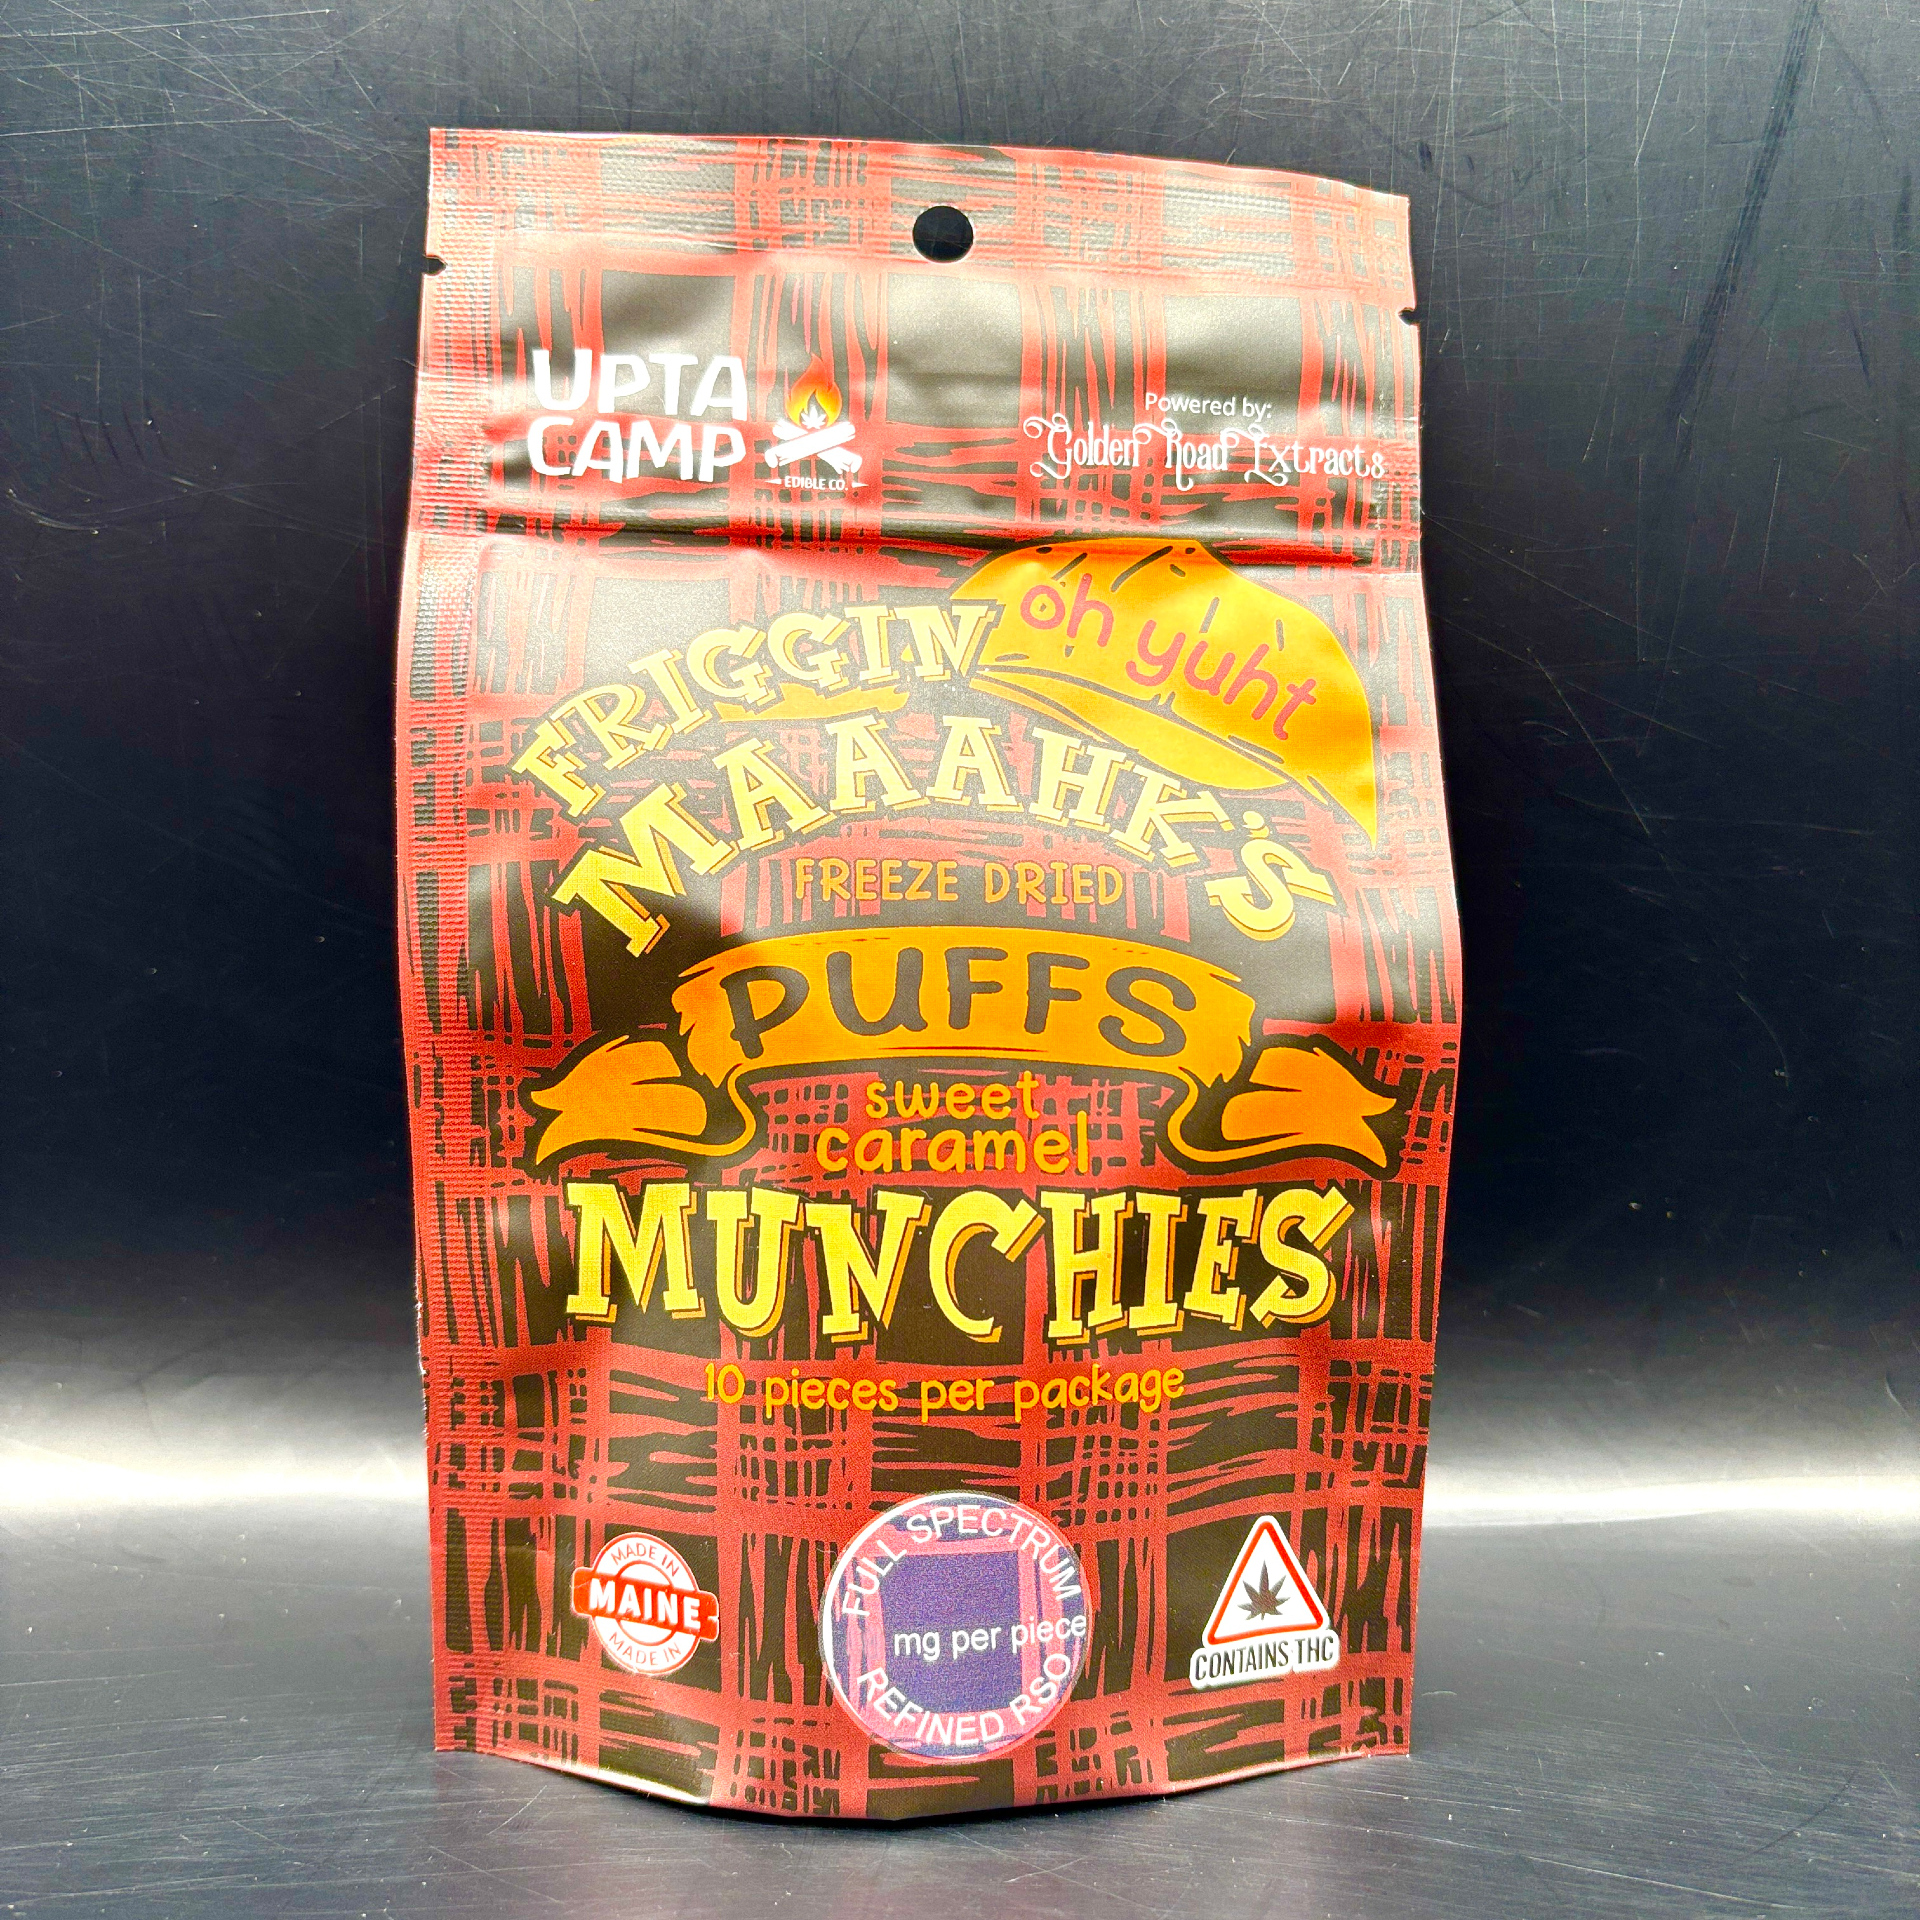 UPTA
CAMP
EDIBLE CO.
Powered by:
Golden Road Extracts
oh yuht
FRIGGIN
MAAAHK'S
FREEZE DRIED
PUFFS
sweet
caramel
MUNCHIES
10 pieces per package
MADE IN
MAINE
MADE IN
FULL SPECTRUM
mg per piece
REFINED RSO
CONTAINS THC